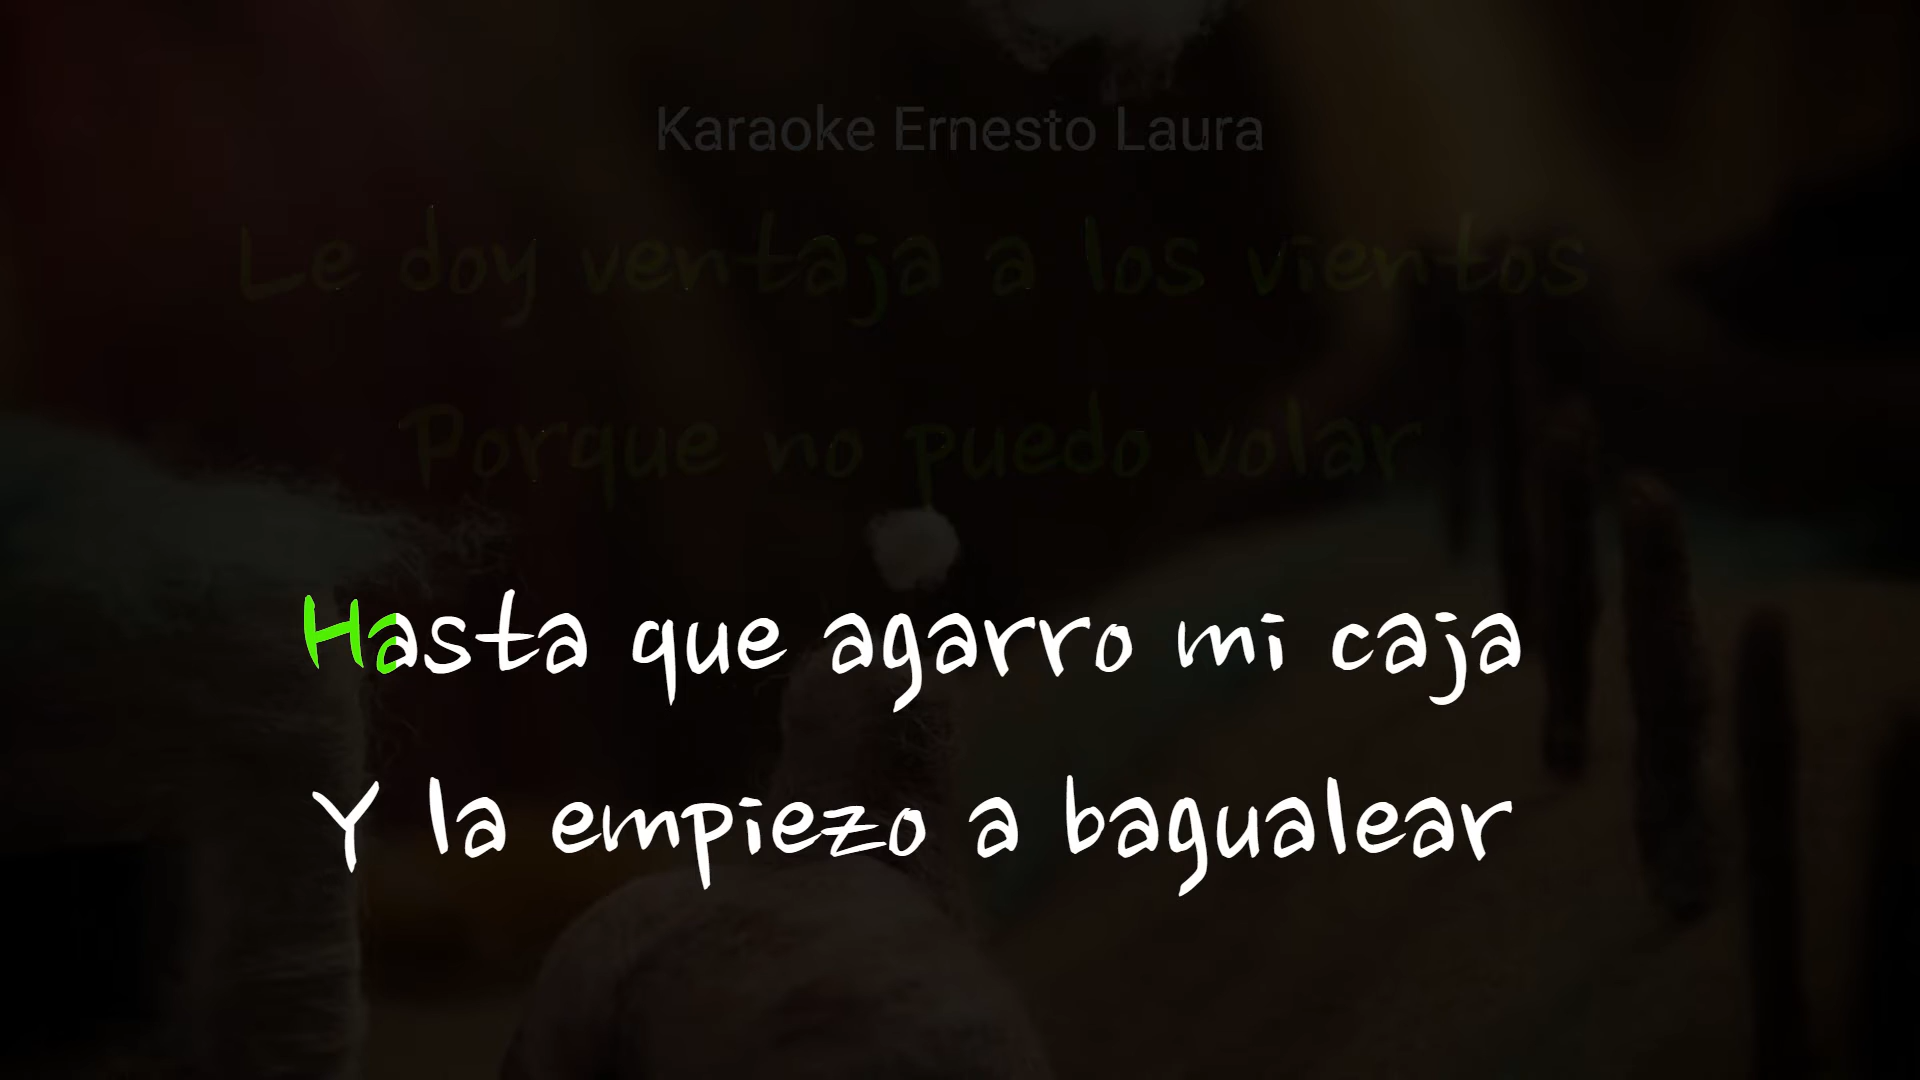 Karaoke Ernesto Laura
Le doy ventaja a los vientos
Porque no puedo volar
Hasta que agarro mi caja
Y la empiezo a bagualear